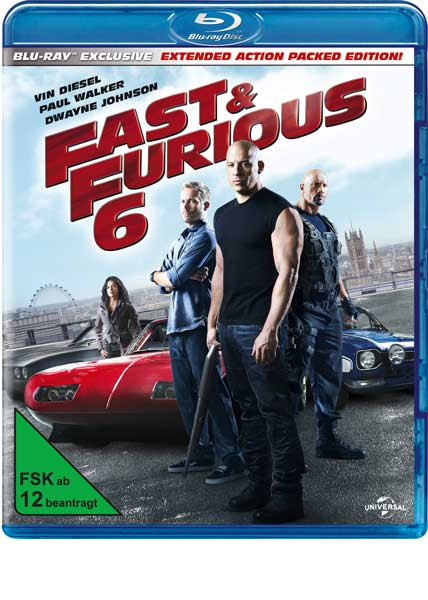 Blu-ray Disc
BLU-RAY™ EXCLUSIVE EXTENDED ACTION PACKED EDITION!
VIN DIESEL
PAUL WALKER
DWAYNE JOHNSON
FAST &
FURIOUS
6
FSK ab
12 beantragt
UNIVERSAL